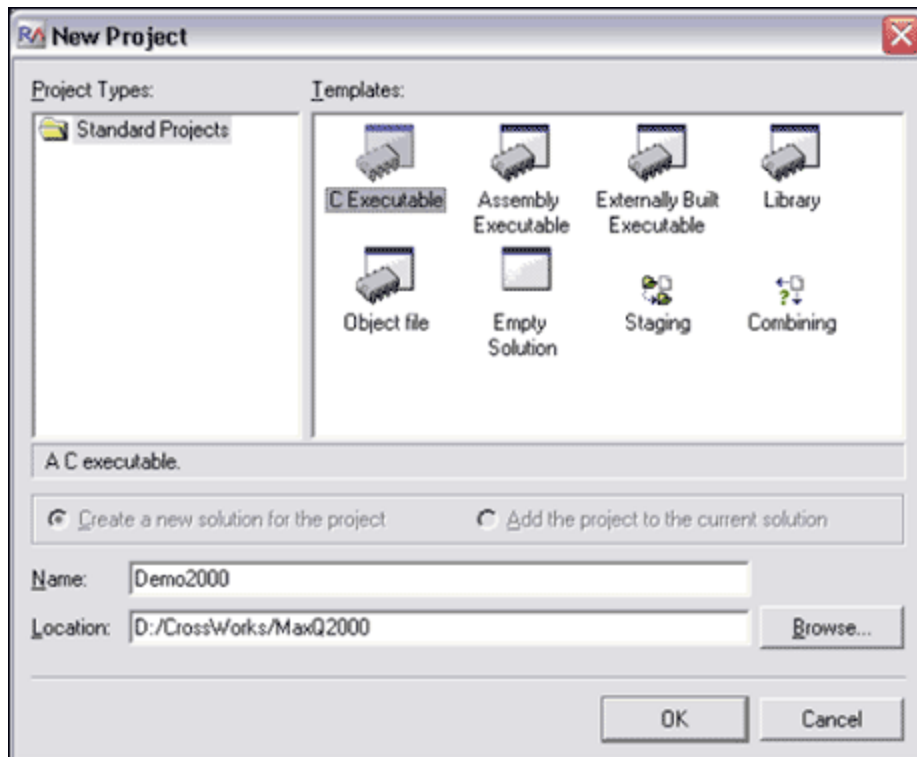 New Project
Project Types:
Templates:
Standard Projects
C Executable
Assembly
Executable
Externally Built
Executable
Library
Object file
Empty
Solution
Staging
Combining
A C executable.
Create a new solution for the project
Add the project to the current solution
Name:
Demo2000
Location:
D:/CrossWorks/MaxQ2000
Browse...
OK
Cancel